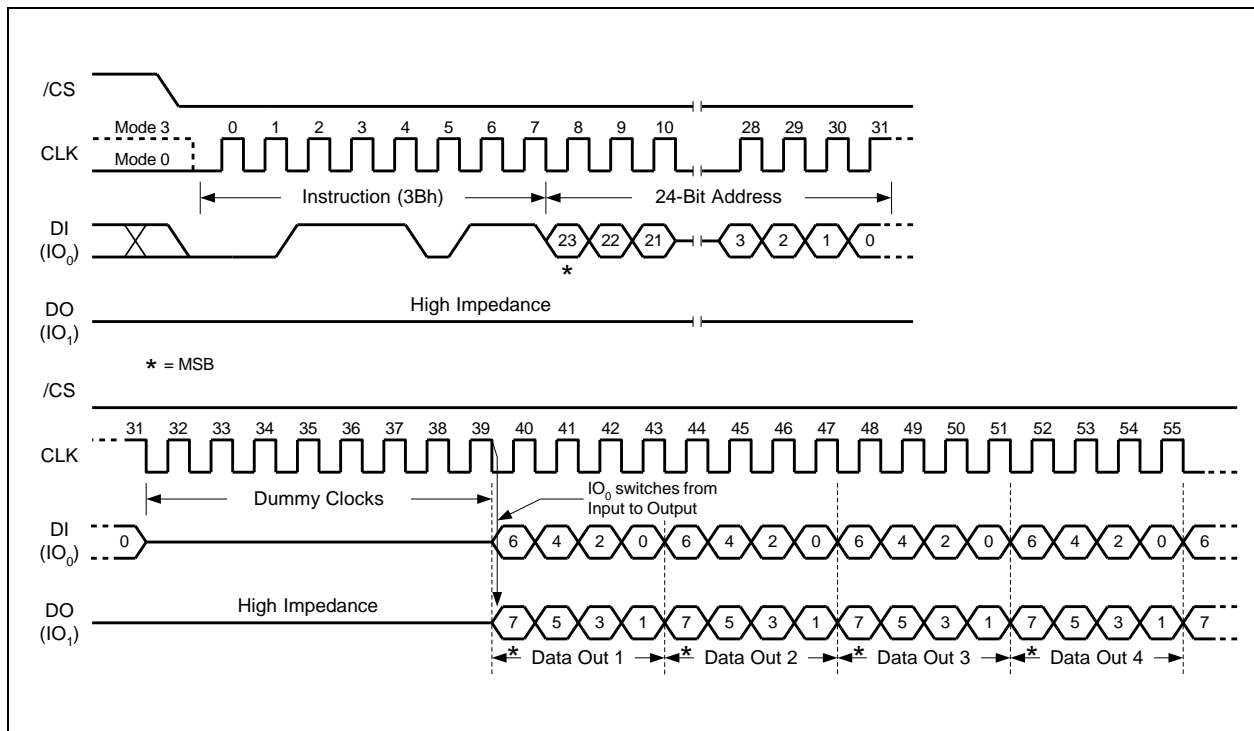 /CS
Mode 3 0 1 2 3 4 5 6 7 8 9 10 28 29 30 31
CLK Mode 0
Instruction (3Bh) 24-Bit Address
DI
(IO0) 23 22 21 3 2 1 0
*
High Impedance
DO
(IO1)
* = MSB
/CS
31 32 33 34 35 36 37 38 39 40 41 42 43 44 45 46 47 48 49 50 51 52 53 54 55
CLK
Dummy Clocks
IO0 switches from
Input to Output
DI
(IO0) 0 6 4 2 0 6 4 2 0 6 4 2 0 6 4 2 0 6
DO
(IO1) High Impedance 7 5 3 1 7 5 3 1 7 5 3 1 7 5 3 1 7
* Data Out 1 * Data Out 2 * Data Out 3 * Data Out 4